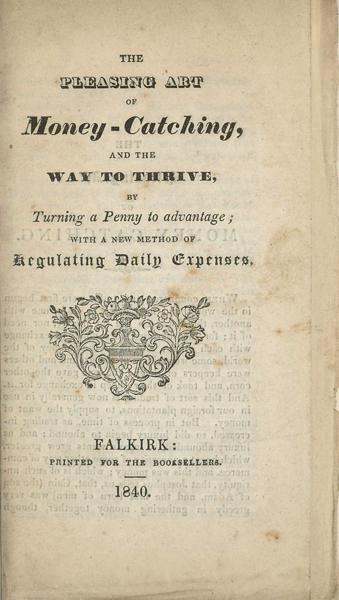 THE
PLEASING ART
OF
Money-Catching,
AND THE
WAY TO THRIVE,
BY
Turning a Penny to advantage;
WITH A NEW METHOD OF
Regulating Daily Expenses.
FALKIRK:
PRINTED FOR THE BOOKSELLERS.
1840.